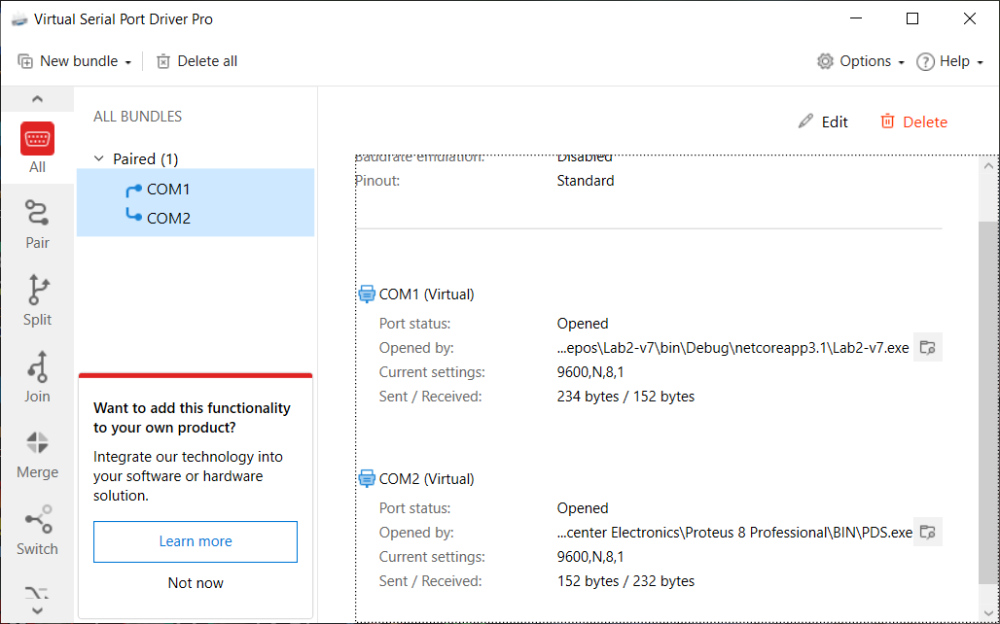 Virtual Serial Port Driver Pro
New bundle
Delete all
Options
Help
All
Pair
Split
Join
Merge
Switch
ALL BUNDLES
Paired (1)
COM1
COM2
Want to add this functionality
to your own product?
Integrate our technology into
your software or hardware
solution.
Learn more
Not now
Edit
Delete
Baudrate emulation: Disabled
Pinout: Standard
COM1 (Virtual)
Port status: Opened
Opened by: ...epos\Lab2-v7\bin\Debug\netcoreapp3.1\Lab2-v7.exe
Current settings: 9600,N,8,1
Sent / Received: 234 bytes / 152 bytes
COM2 (Virtual)
Port status: Opened
Opened by: ...center Electronics\Proteus 8 Professional\BIN\PDS.exe
Current settings: 9600,N,8,1
Sent / Received: 152 bytes / 232 bytes